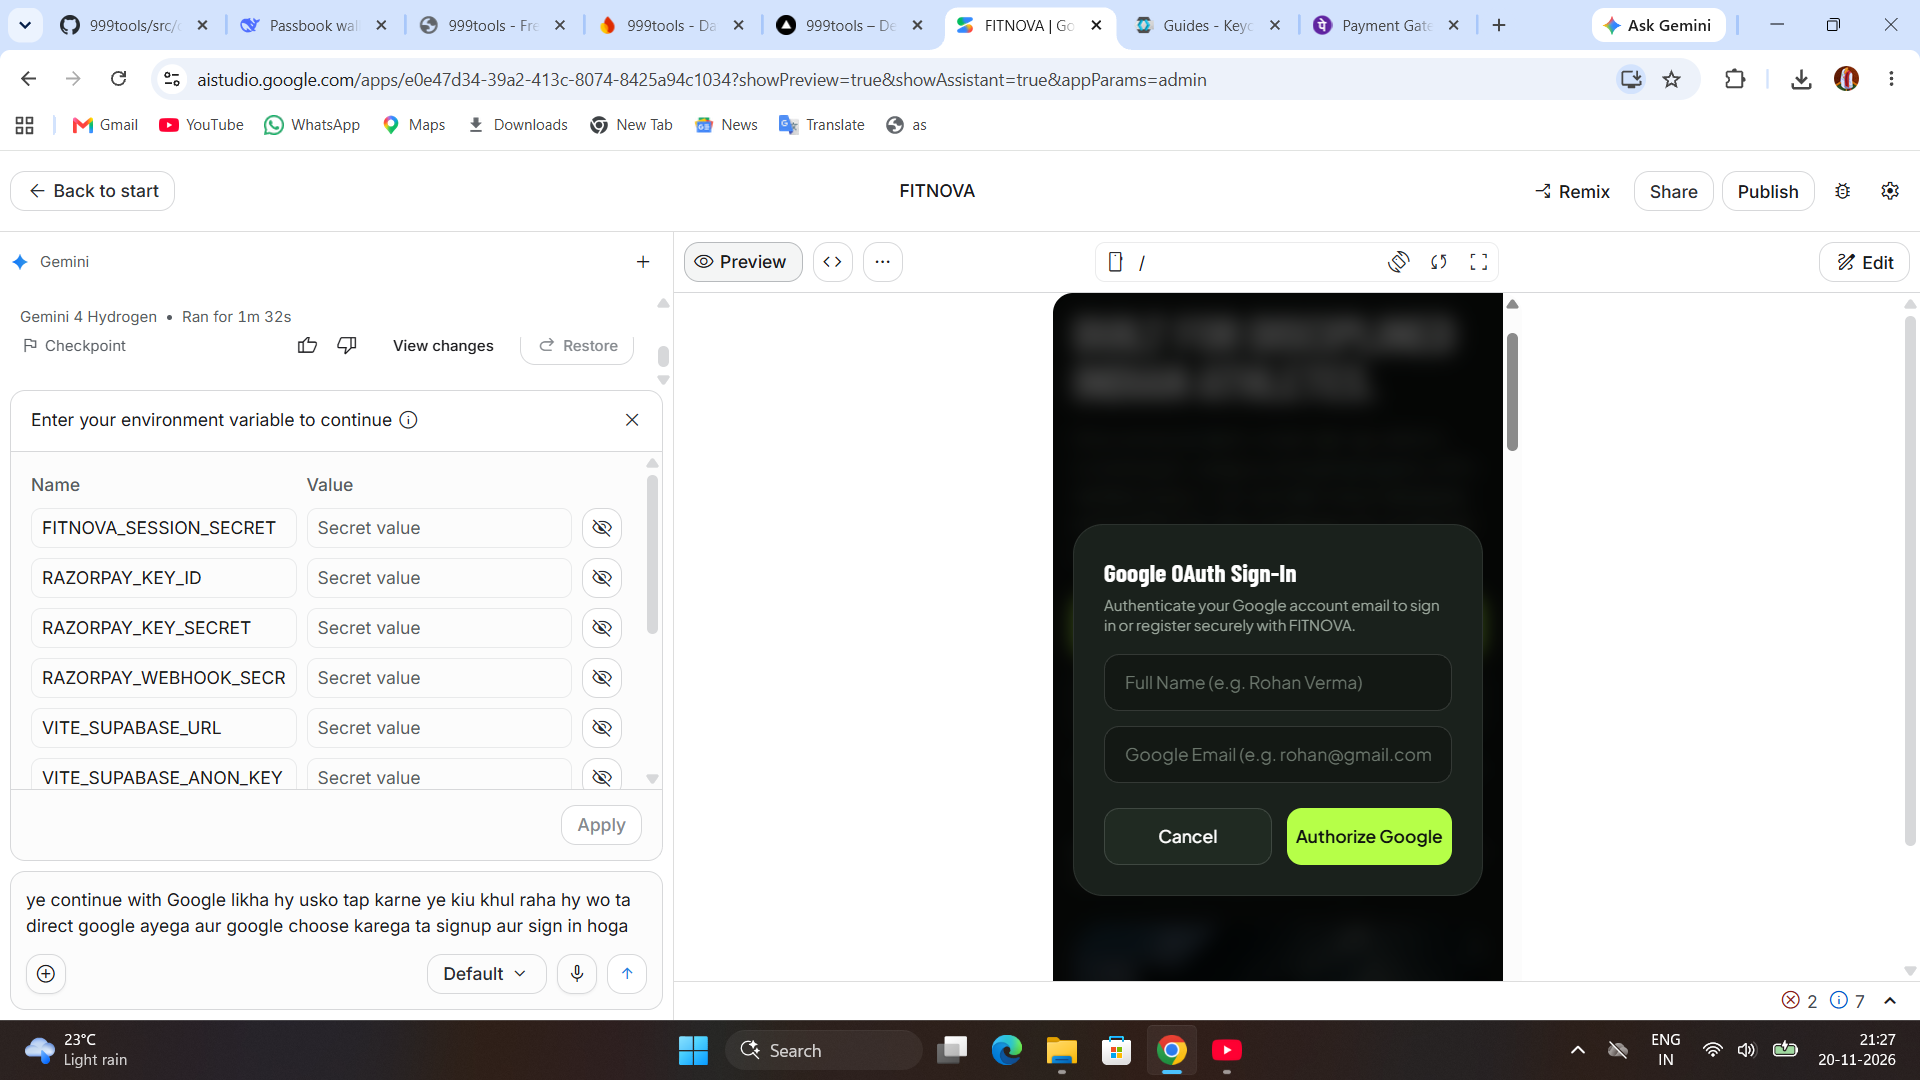 999tools/src/c
Passbook wal
999tools - Fre
999tools - Da
999tools – De
FITNOVA | Go
Guides - Keyc
Payment Gate
Ask Gemini
aistudio.google.com/apps/e0e47d34-39a2-413c-8074-8425a94c1034?showPreview=true&showAssistant=true&appParams=admin
Gmail
YouTube
WhatsApp
Maps
Downloads
New Tab
News
Translate
as
Back to start
FITNOVA
Remix
Share
Publish
Gemini
Preview
/
Edit
Gemini 4 Hydrogen • Ran for 1m 32s
Checkpoint
View changes
Restore
Enter your environment variable to continue
Name
Value
FITNOVA_SESSION_SECRET
Secret value
RAZORPAY_KEY_ID
Secret value
RAZORPAY_KEY_SECRET
Secret value
RAZORPAY_WEBHOOK_SECR
Secret value
VITE_SUPABASE_URL
Secret value
VITE_SUPABASE_ANON_KEY
Secret value
Apply
ye continue with Google likha hy usko tap karne ye kiu khul raha hy wo ta
direct google ayega aur google choose karega ta signup aur sign in hoga
Default
BUILT FOR DISCIPLINED
INDIAN ATHLETES.
Google OAuth Sign-In
Authenticate your Google account email to sign
in or register securely with FITNOVA.
Full Name (e.g. Rohan Verma)
Google Email (e.g. rohan@gmail.com
Cancel
Authorize Google
2
7
23°C
Light rain
Search
ENG
IN
21:27
20-11-2026